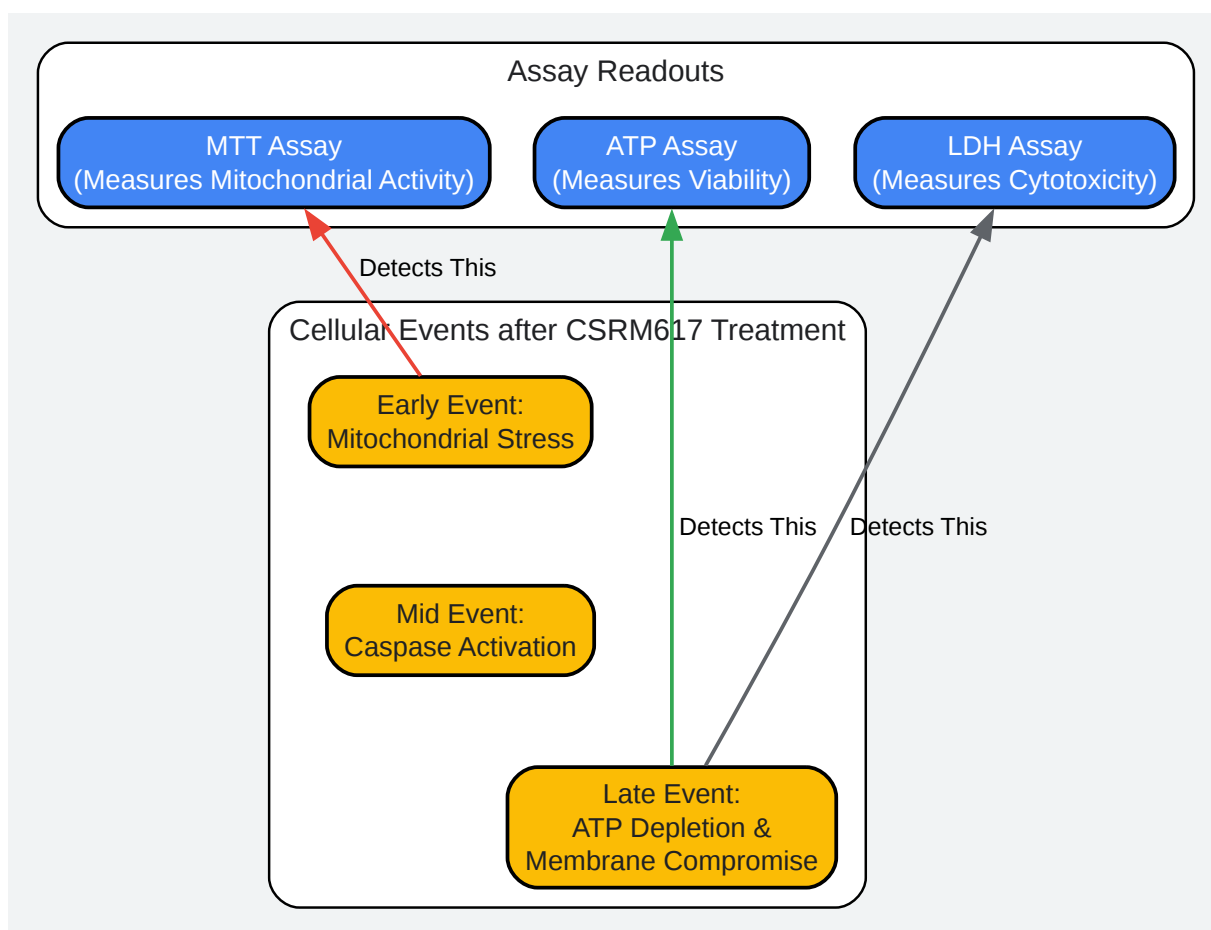 Assay Readouts
MTT Assay
(Measures Mitochondrial Activity)
ATP Assay
(Measures Viability)
LDH Assay
(Measures Cytotoxicity)
Detects This
Cellular Events after CSRM617 Treatment
Early Event:
Mitochondrial Stress
Detects This
Detects This
Mid Event:
Caspase Activation
Late Event:
ATP Depletion &
Membrane Compromise